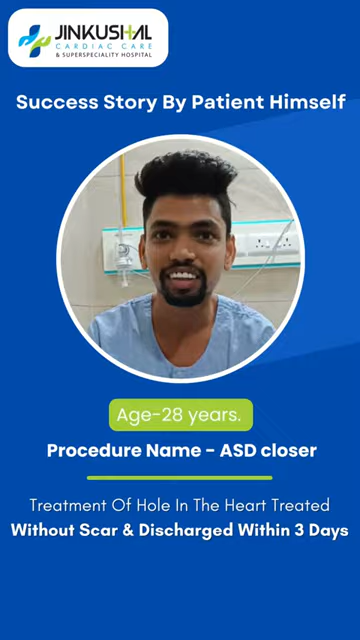 JINKUSHAL
CARDIAC CARE
& SUPERSPECIALITY HOSPITAL
Success Story By Patient Himself
Age-28 years.
Procedure Name - ASD closer
Treatment Of Hole In The Heart Treated
Without Scar & Discharged Within 3 Days